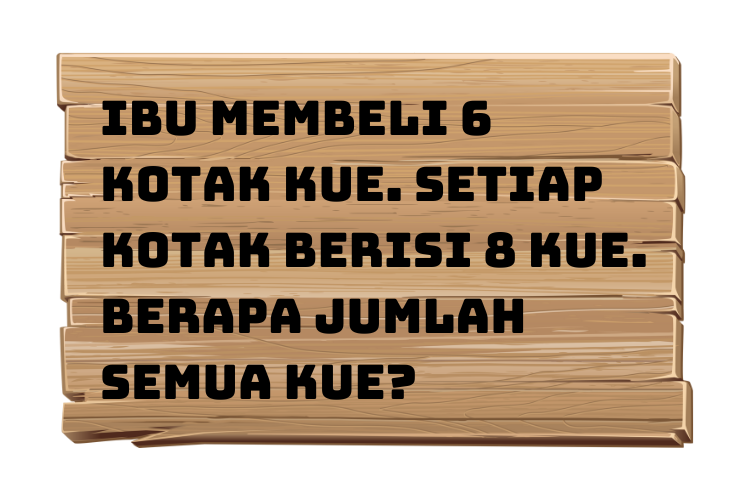 IBU MEMBELI 6
KOTAK KUE. SETIAP
KOTAK BERISI 8 KUE.
BERAPA JUMLAH
SEMUA KUE?